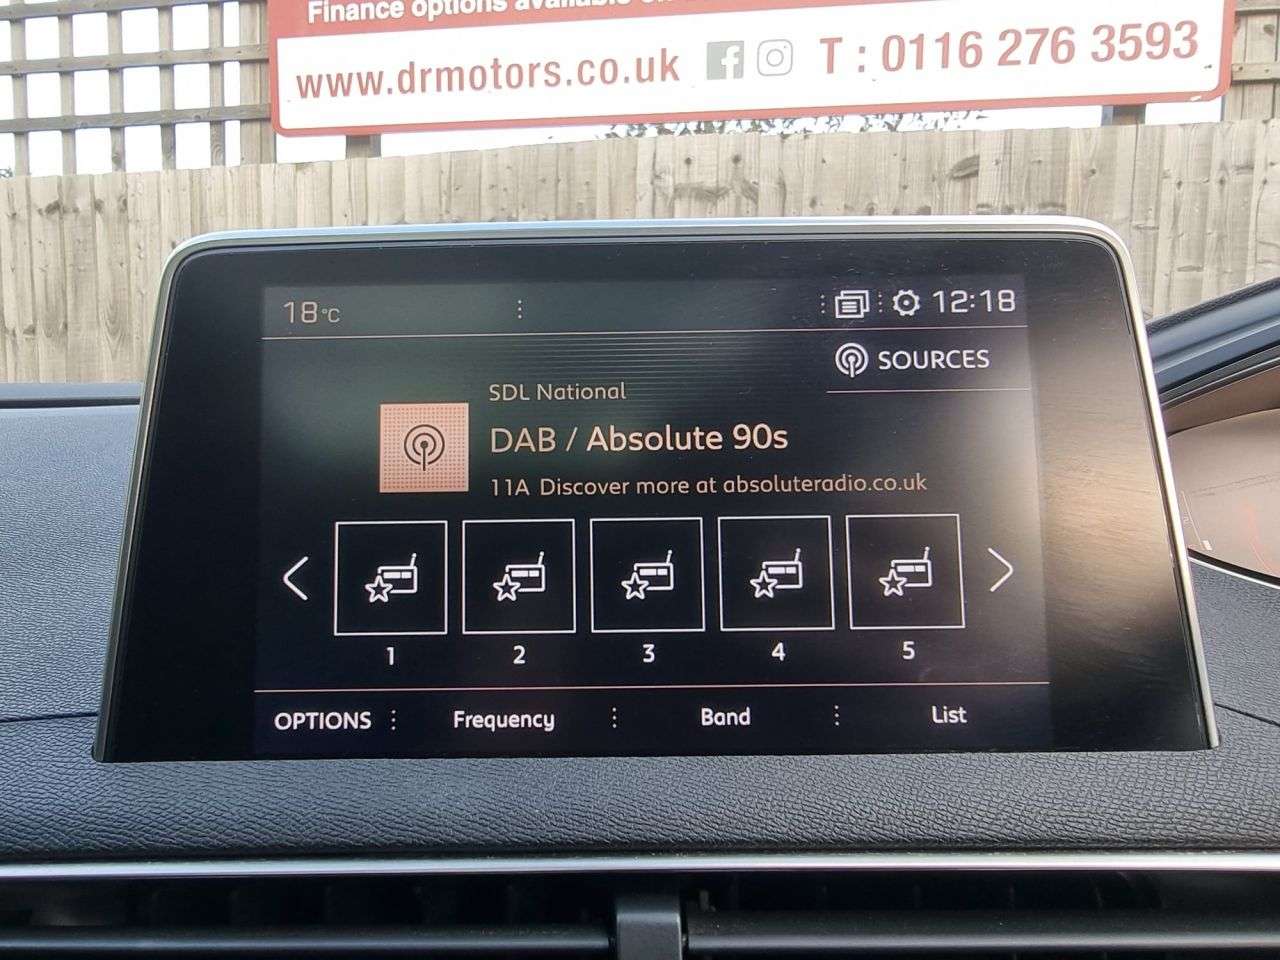 Finance options available
www.drmotors.co.uk T : 0116 276 3593
18°C 12:18
SOURCES
SDL National
DAB / Absolute 90s
11A Discover more at absoluteradio.co.uk
1 2 3 4 5
OPTIONS Frequency Band List